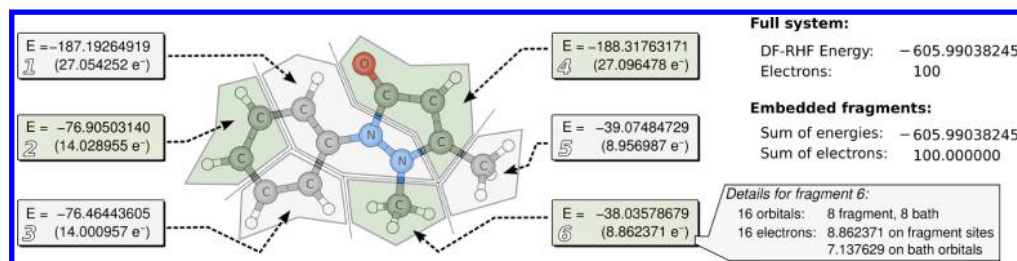 E = −187.19264919
1 (27.054252 e⁻)
E = −76.90503140
2 (14.028955 e⁻)
E = −76.46443605
3 (14.000957 e⁻)
O
C
C
C
C
C
C
N
C
C
C
N
C
C
C
C
E = −188.31763171
4 (27.096478 e⁻)
E = −39.07484729
5 (8.956987 e⁻)
E = −38.03578679
6 (8.862371 e⁻)
Full system:
DF-RHF Energy: −605.99038245
Electrons: 100
Embedded fragments:
Sum of energies: −605.99038245
Sum of electrons: 100.000000
Details for fragment 6:
16 orbitals: 8 fragment, 8 bath
16 electrons: 8.862371 on fragment sites
7.137629 on bath orbitals